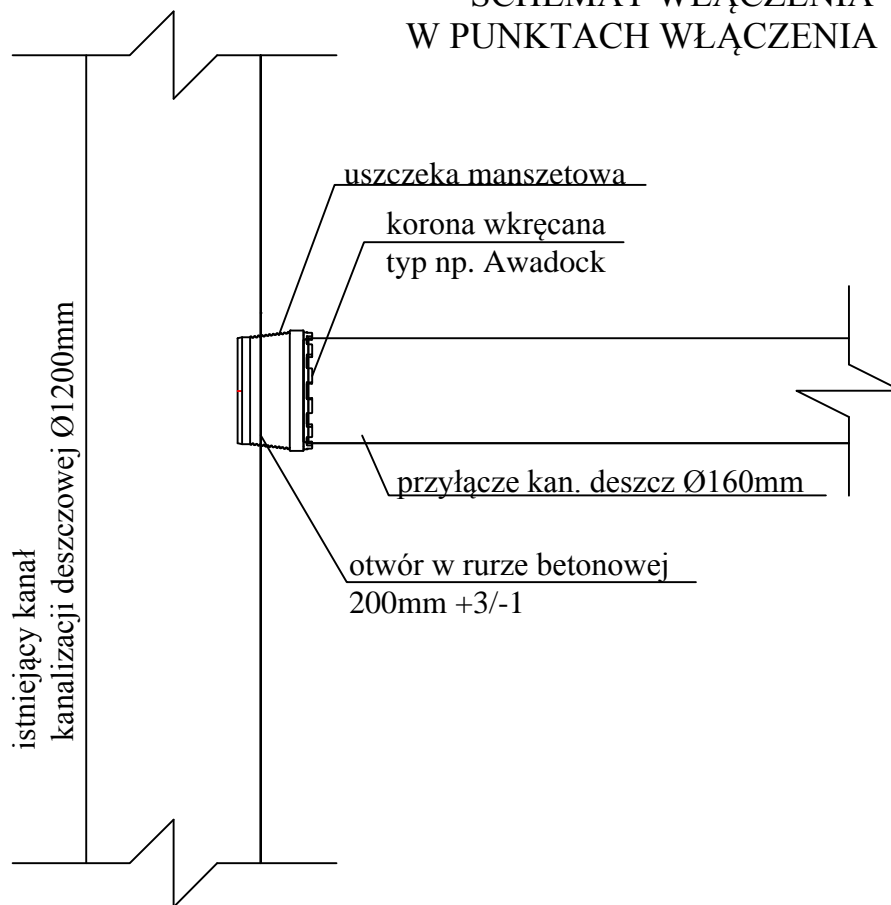 SCHEMAT WŁĄCZENIA
W PUNKTACH WŁĄCZENIA
uszczeka manszetowa
korona wkręcana
typ np. Awadock
przyłącze kan. deszcz Ø160mm
otwór w rurze betonowej
200mm +3/-1
istniejący kanał
kanalizacji deszczowej Ø1200mm